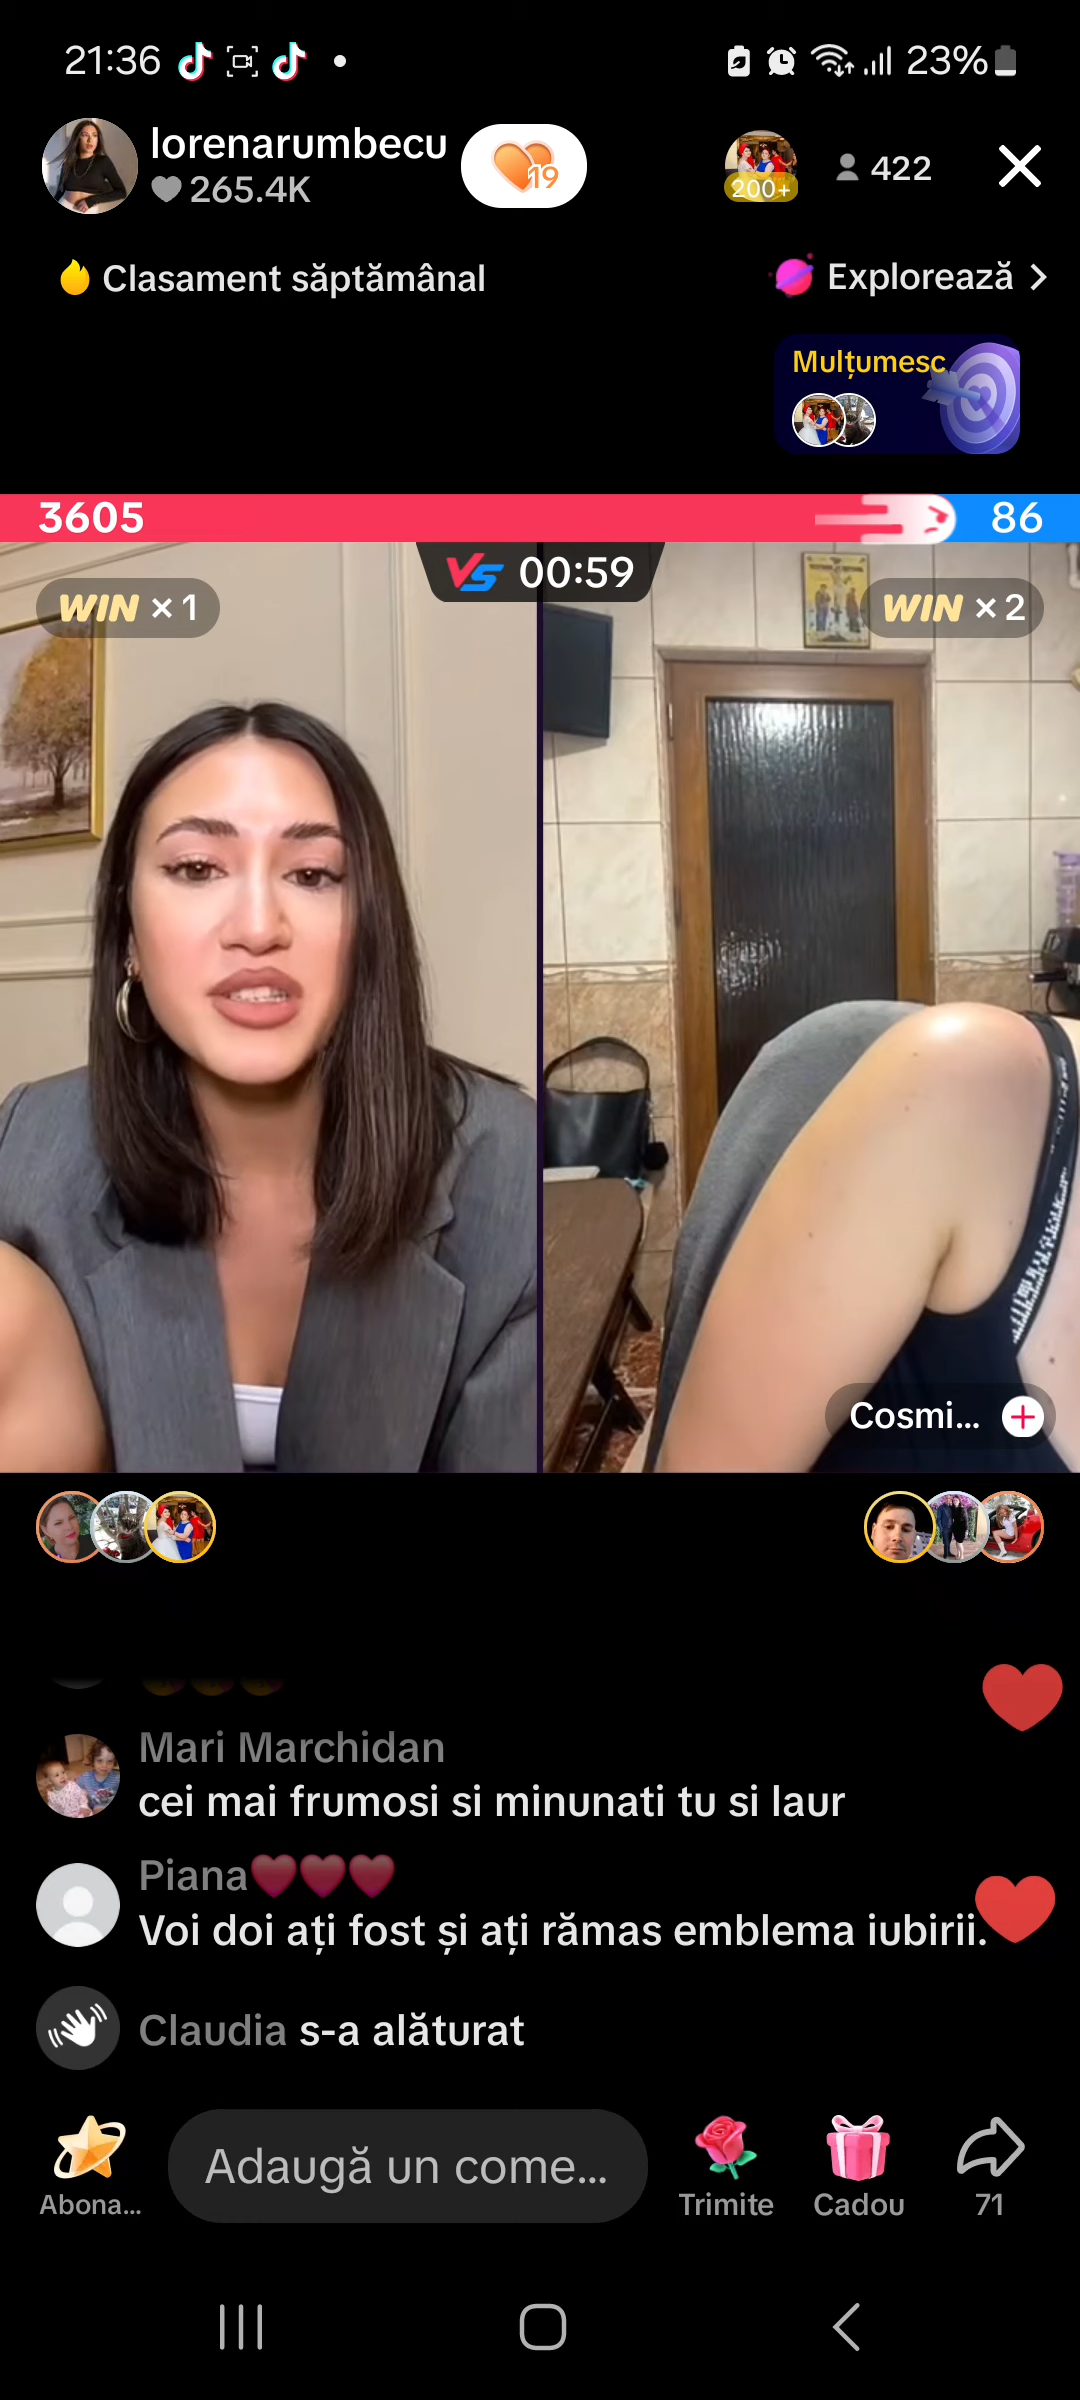 21:36
23%
lorenarumbecu
265.4K
19
200+
422
Clasament săptămânal
Explorează
Mulțumesc
3605
86
VS 00:59
WIN × 1
WIN × 2
Cosmi...
Mari Marchidan
cei mai frumosi si minunati tu si laur
Piana❤❤❤
Voi doi ați fost și ați rămas emblema iubirii.
Claudia s-a alăturat
Abona...
Adaugă un come...
Trimite
Cadou
71